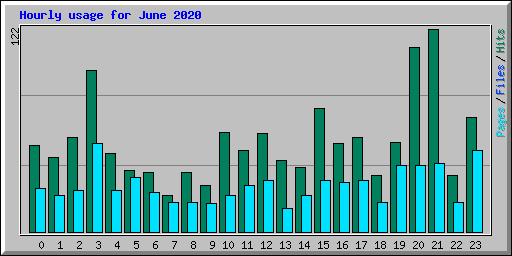 Hourly usage for June 2020
122
Pages/Files/Hits
0 1 2 3 4 5 6 7 8 9 10 11 12 13 14 15 16 17 18 19 20 21 22 23